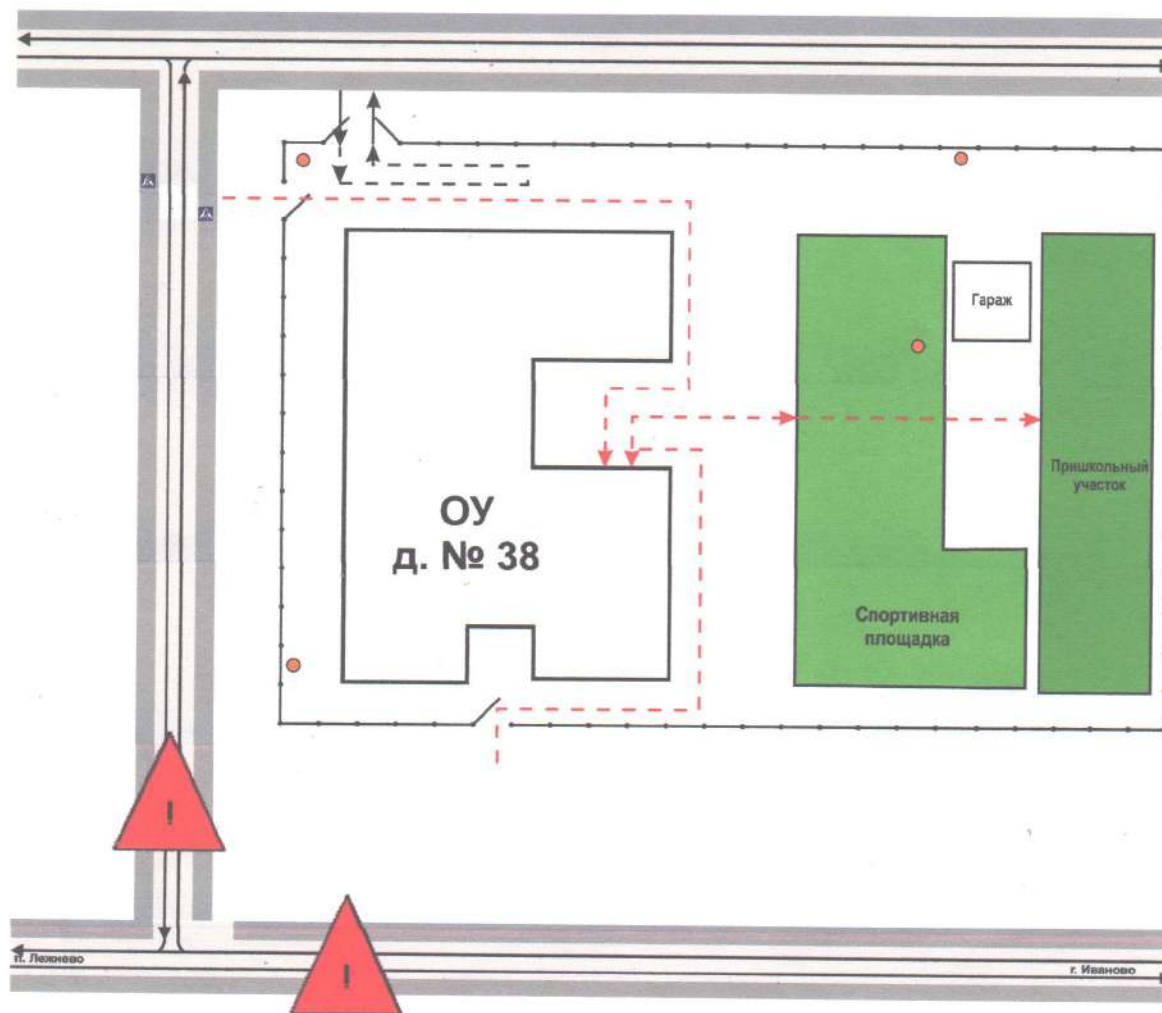 Гараж
Пришкольный
участок
ОУ
д. № 38
Спортивная
площадка
!
!
п. Лежнево
г. Иваново